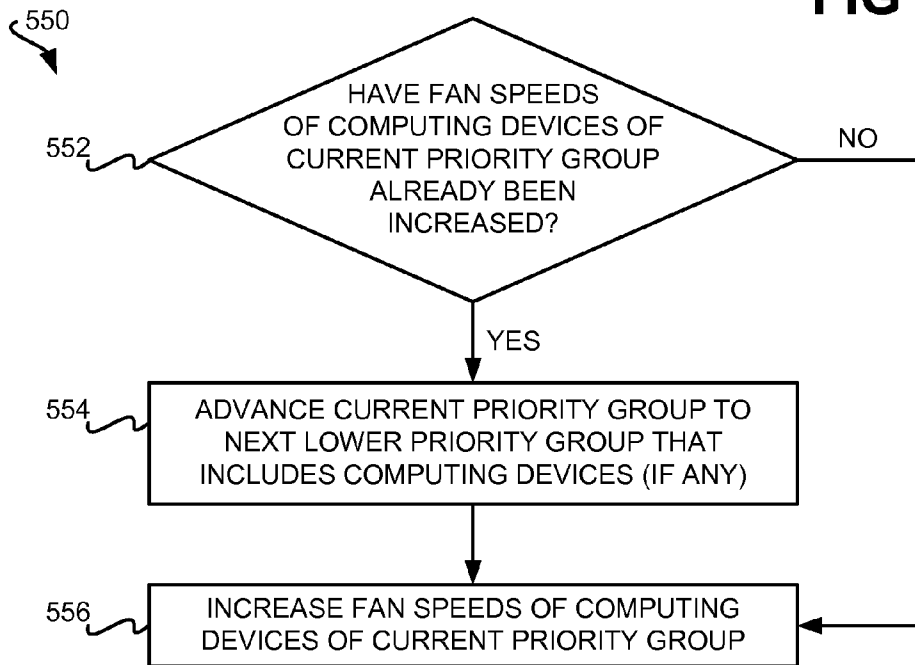 FIG
550
HAVE FAN SPEEDS
OF COMPUTING DEVICES OF
CURRENT PRIORITY GROUP
ALREADY BEEN
INCREASED?
552
NO
YES
554
ADVANCE CURRENT PRIORITY GROUP TO
NEXT LOWER PRIORITY GROUP THAT
INCLUDES COMPUTING DEVICES (IF ANY)
556
INCREASE FAN SPEEDS OF COMPUTING
DEVICES OF CURRENT PRIORITY GROUP